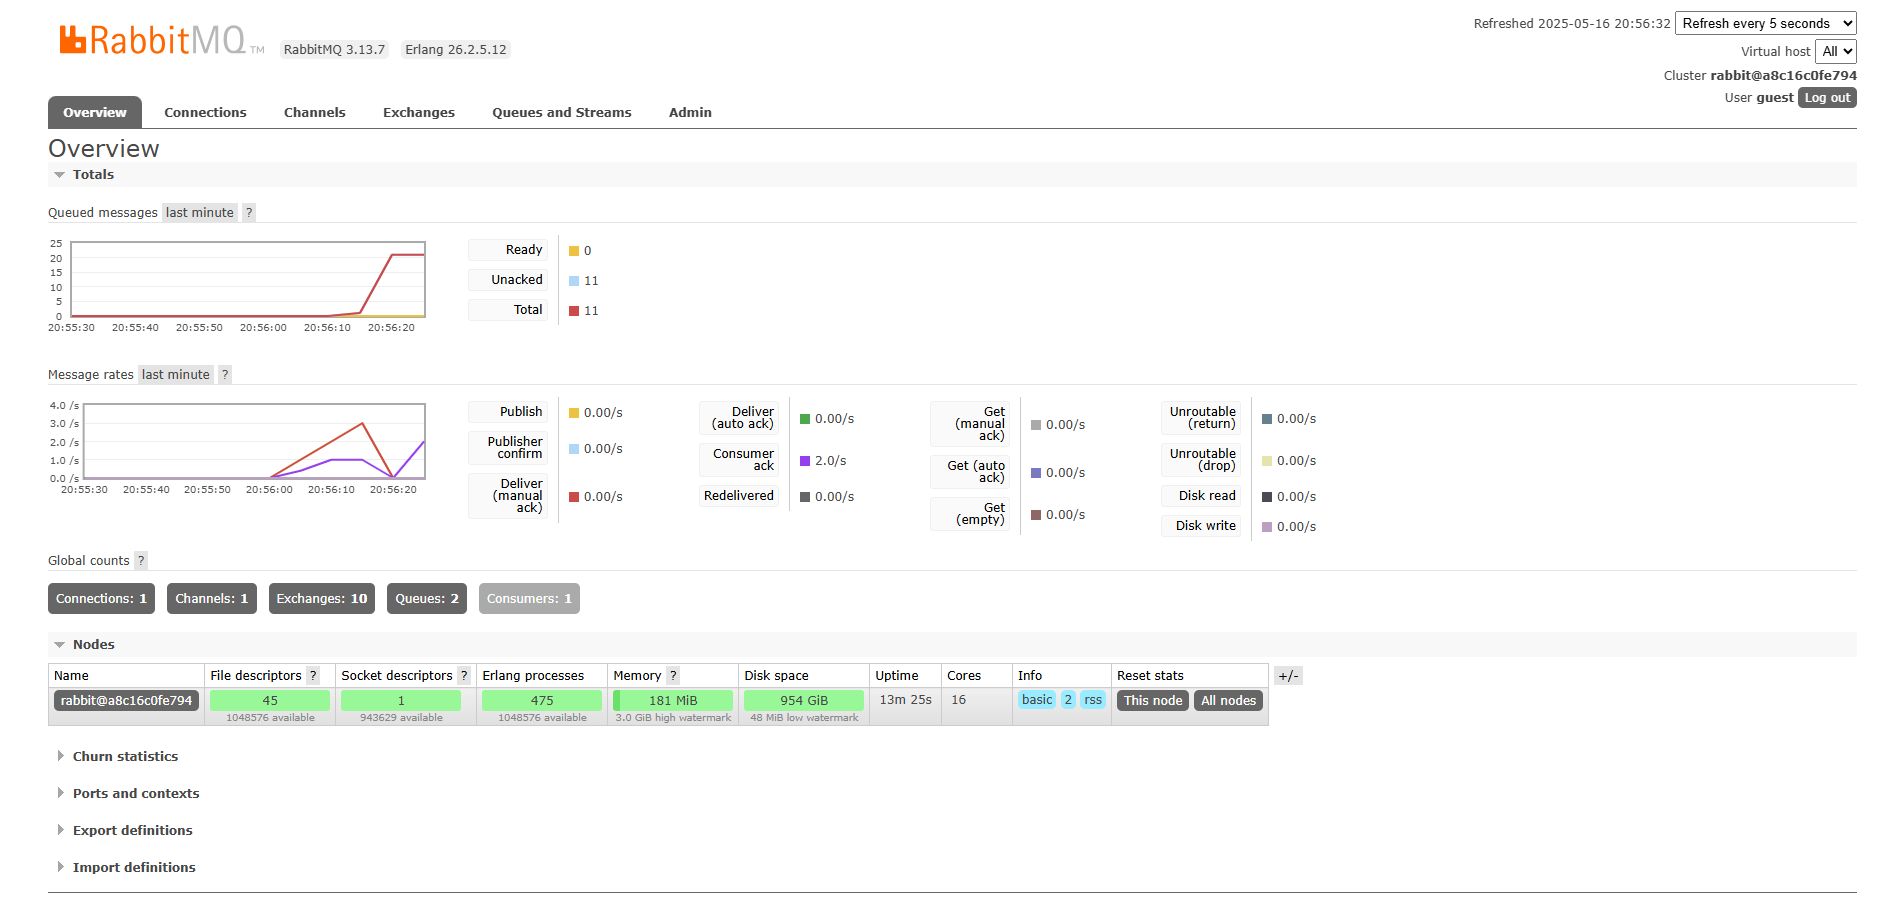 RabbitMQ TM
RabbitMQ 3.13.7 Erlang 26.2.5.12
Refreshed 2025-05-16 20:56:32 Refresh every 5 seconds
Virtual host All
Cluster rabbit@a8c16c0fe794
User guest Log out
Overview Connections Channels Exchanges Queues and Streams Admin
Overview
Totals
Queued messages last minute ?
25
20
15
10
5
0
20:55:30 20:55:40 20:55:50 20:56:00 20:56:10 20:56:20
Ready 0
Unacked 11
Total 11
Message rates last minute ?
4.0 /s
3.0 /s
2.0 /s
1.0 /s
0.0 /s
20:55:30 20:55:40 20:55:50 20:56:00 20:56:10 20:56:20
Publish 0.00/s
Publisher
confirm 0.00/s
Deliver
(manual
ack) 0.00/s
Deliver
(auto ack) 0.00/s
Consumer
ack 2.0/s
Redelivered 0.00/s
Get
(manual
ack) 0.00/s
Get (auto
ack) 0.00/s
Get
(empty) 0.00/s
Unroutable
(return) 0.00/s
Unroutable
(drop) 0.00/s
Disk read 0.00/s
Disk write 0.00/s
Global counts ?
Connections: 1 Channels: 1 Exchanges: 10 Queues: 2 Consumers: 1
Nodes
Name File descriptors ? Socket descriptors ? Erlang processes Memory ? Disk space Uptime Cores Info Reset stats +/-
rabbit@a8c16c0fe794 45 1 475 181 MiB 954 GiB 13m 25s 16 basic 2 rss This node All nodes
1048576 available 943629 available 1048576 available 3.0 GiB high watermark 48 MiB low watermark
Churn statistics
Ports and contexts
Export definitions
Import definitions